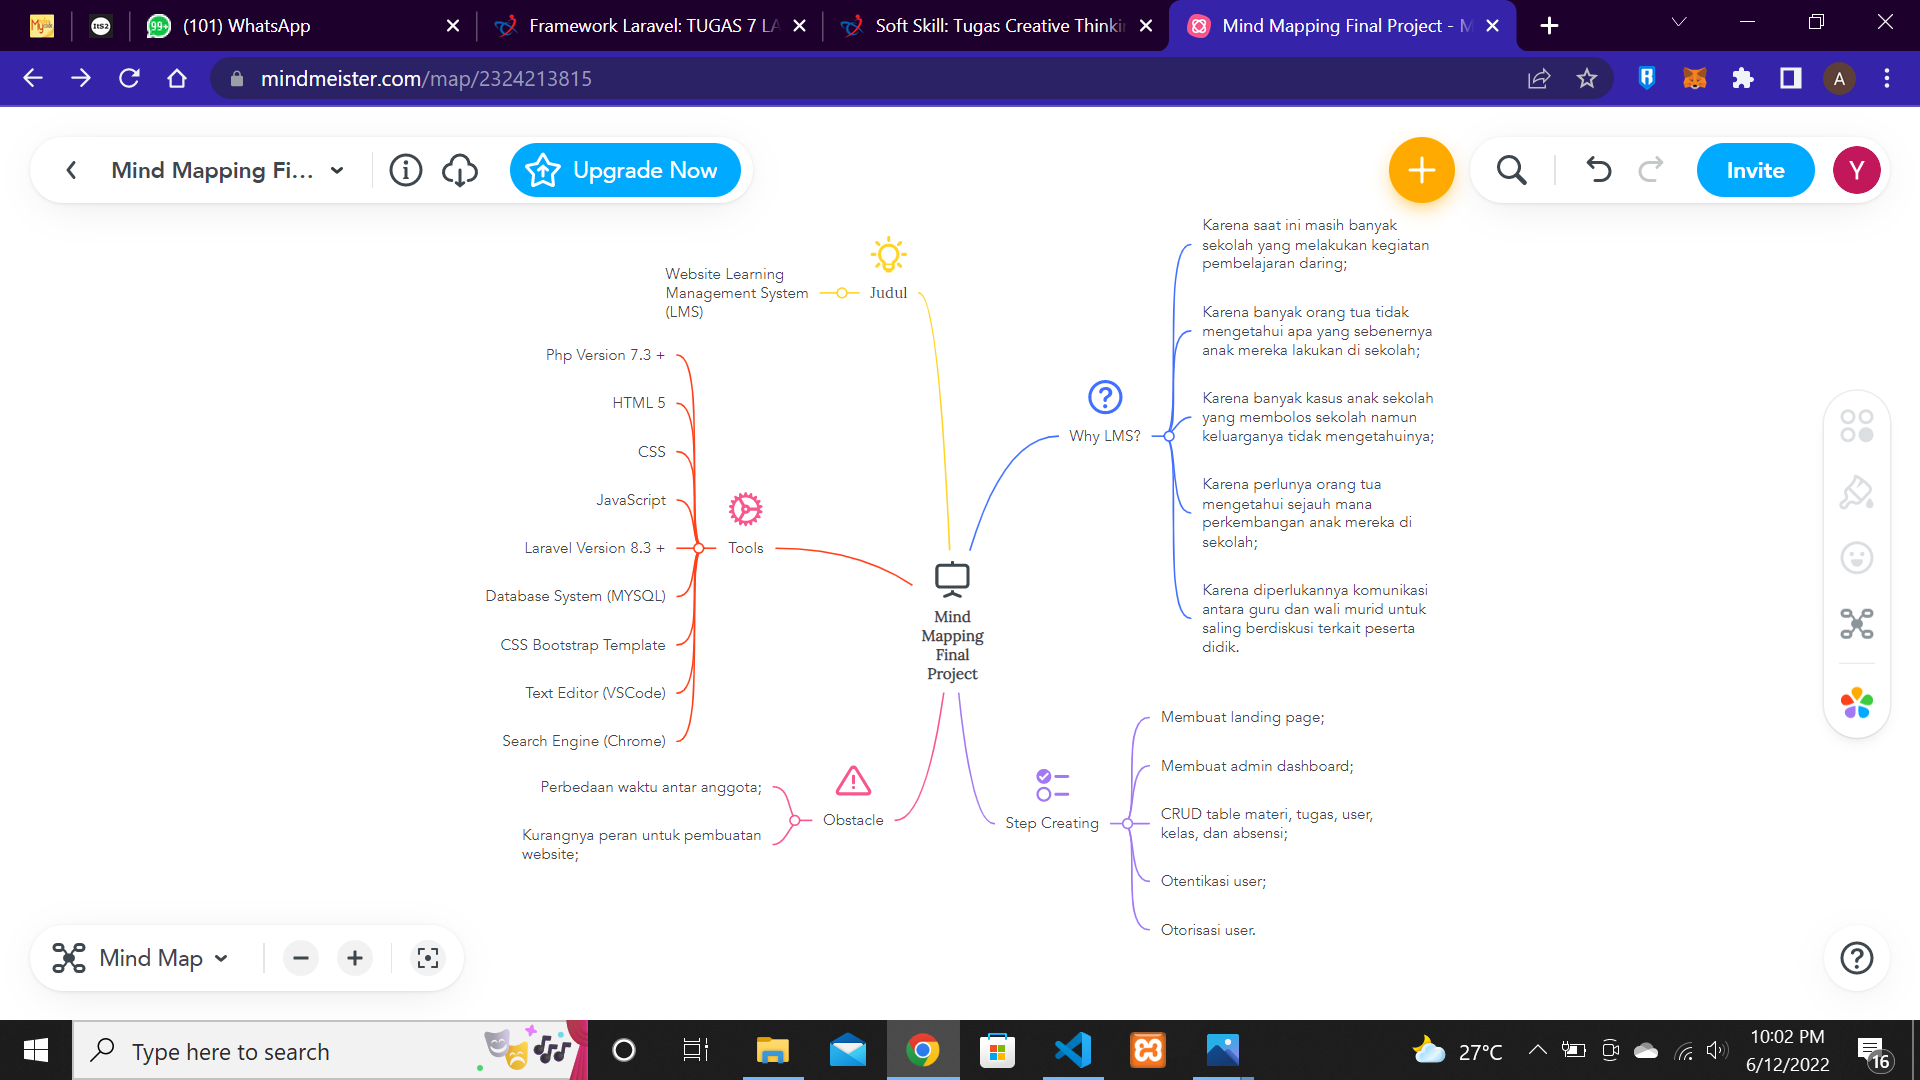 (101) WhatsApp
Framework Laravel: TUGAS 7 LA
Soft Skill: Tugas Creative Thinkin
Mind Mapping Final Project - M
mindmeister.com/map/2324213815
A
Mind Mapping Fi...
Upgrade Now
Invite
Y
Judul
Website Learning
Management System
(LMS)
Tools
Php Version 7.3 +
HTML 5
CSS
JavaScript
Laravel Version 8.3 +
Database System (MYSQL)
CSS Bootstrap Template
Text Editor (VSCode)
Search Engine (Chrome)
Obstacle
Perbedaan waktu antar anggota;
Kurangnya peran untuk pembuatan
website;
Mind
Mapping
Final
Project
Why LMS?
Karena saat ini masih banyak
sekolah yang melakukan kegiatan
pembelajaran daring;
Karena banyak orang tua tidak
mengetahui apa yang sebenernya
anak mereka lakukan di sekolah;
Karena banyak kasus anak sekolah
yang membolos sekolah namun
keluarganya tidak mengetahuinya;
Karena perlunya orang tua
mengetahui sejauh mana
perkembangan anak mereka di
sekolah;
Karena diperlukannya komunikasi
antara guru dan wali murid untuk
saling berdiskusi terkait peserta
didik.
Step Creating
Membuat landing page;
Membuat admin dashboard;
CRUD table materi, tugas, user,
kelas, dan absensi;
Otentikasi user;
Otorisasi user.
Mind Map
Type here to search
27°C
10:02 PM
6/12/2022
16